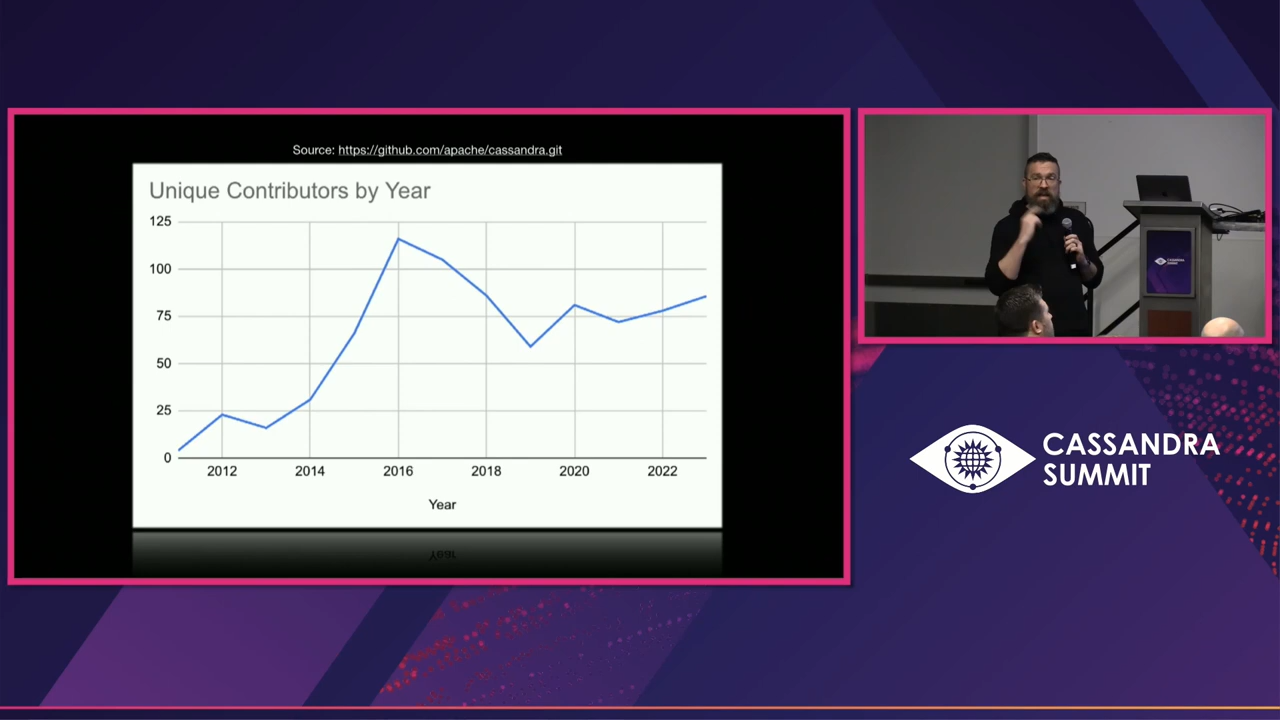 Source: https://github.com/apache/cassandra.git
Unique Contributors by Year
125
100
75
50
25
0
2012 2014 2016 2018 2020 2022
Year
CASSANDRA
SUMMIT